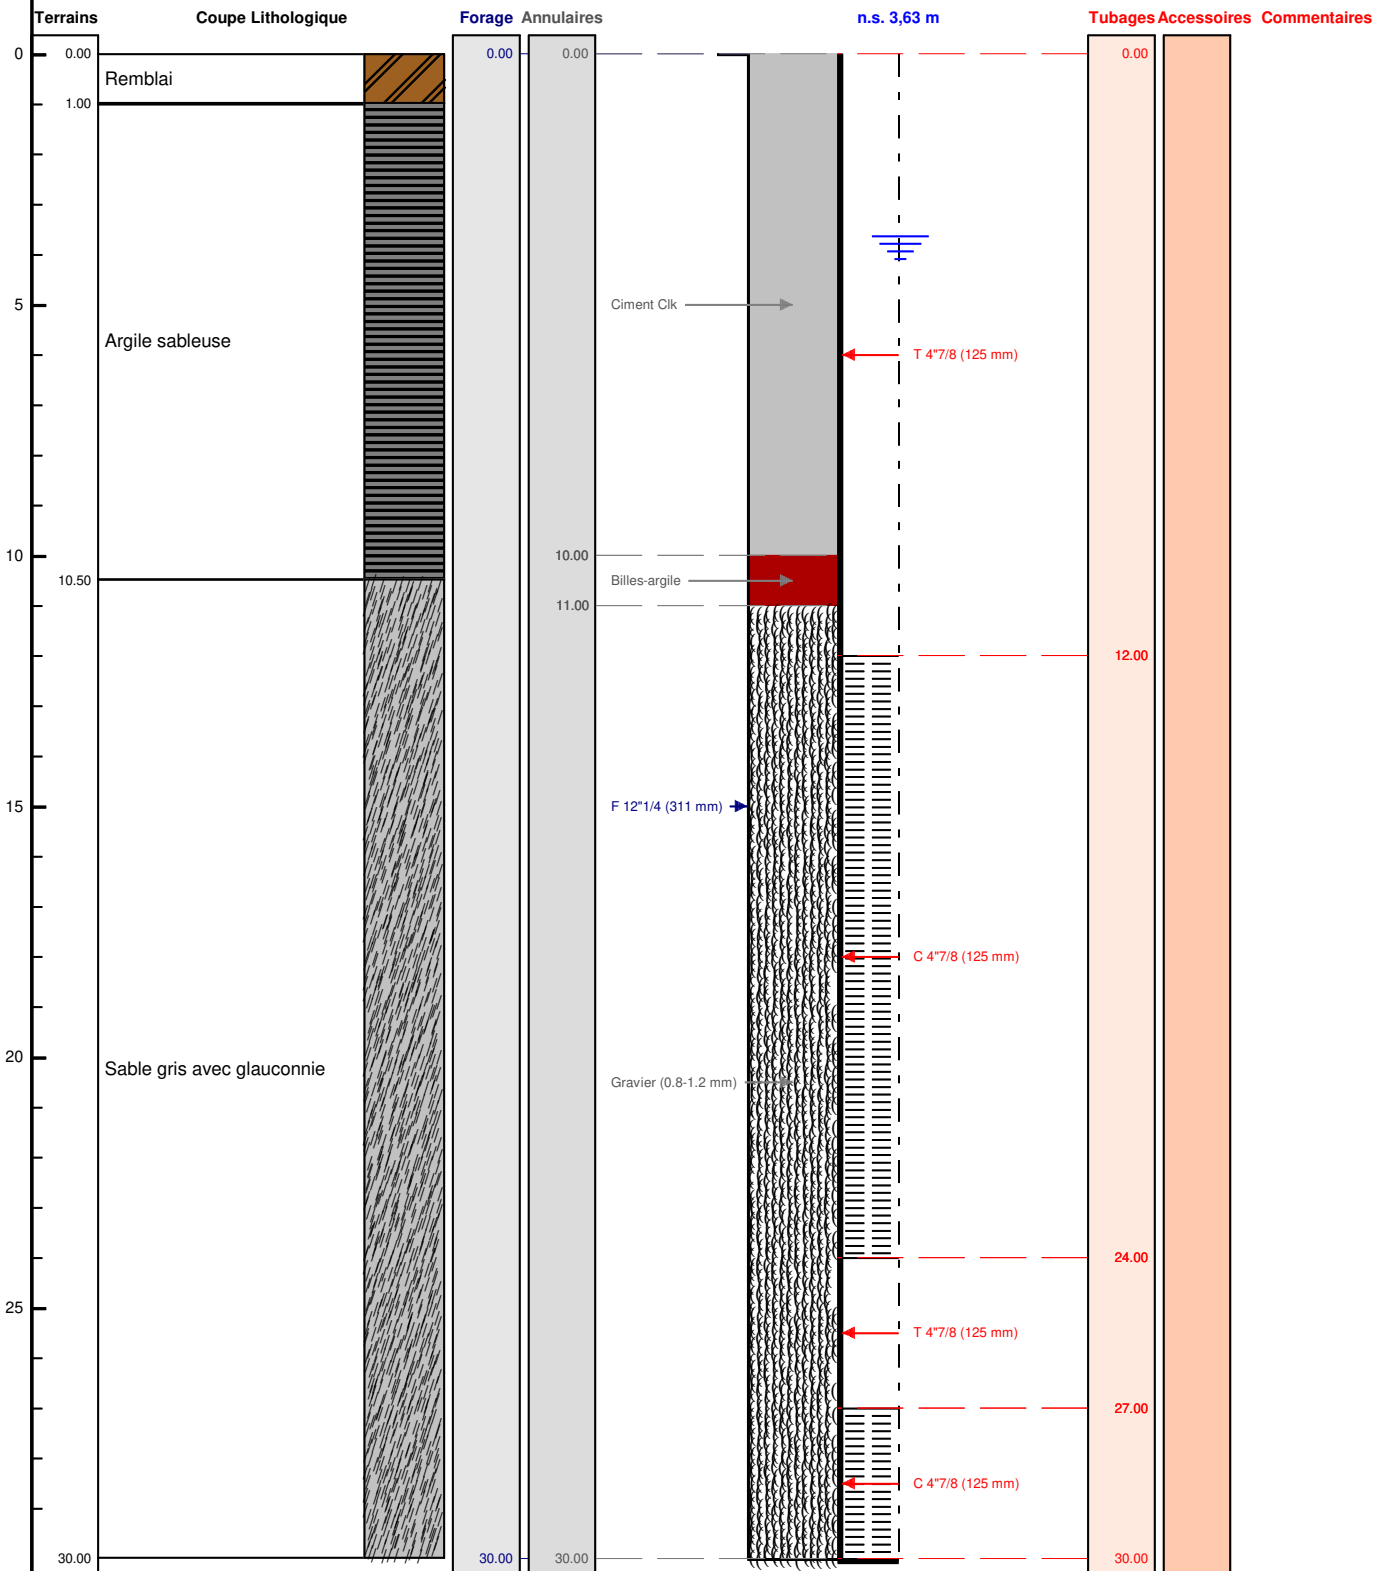 Terrains Coupe Lithologique Forage Annulaires n.s. 3,63 m Tubages Accessoires Commentaires
0 0.00 0.00 0.00 0.00
Remblai
1.00
5 Ciment Clk
Argile sableuse
T 4"7/8 (125 mm)
10 10.00
10.50 Billes-argile
11.00
12.00
15 F 12"1/4 (311 mm)
C 4"7/8 (125 mm)
20
Sable gris avec glauconnie
Gravier (0.8-1.2 mm)
24.00
25
T 4"7/8 (125 mm)
27.00
C 4"7/8 (125 mm)
30.00 30.00 30.00 30.00